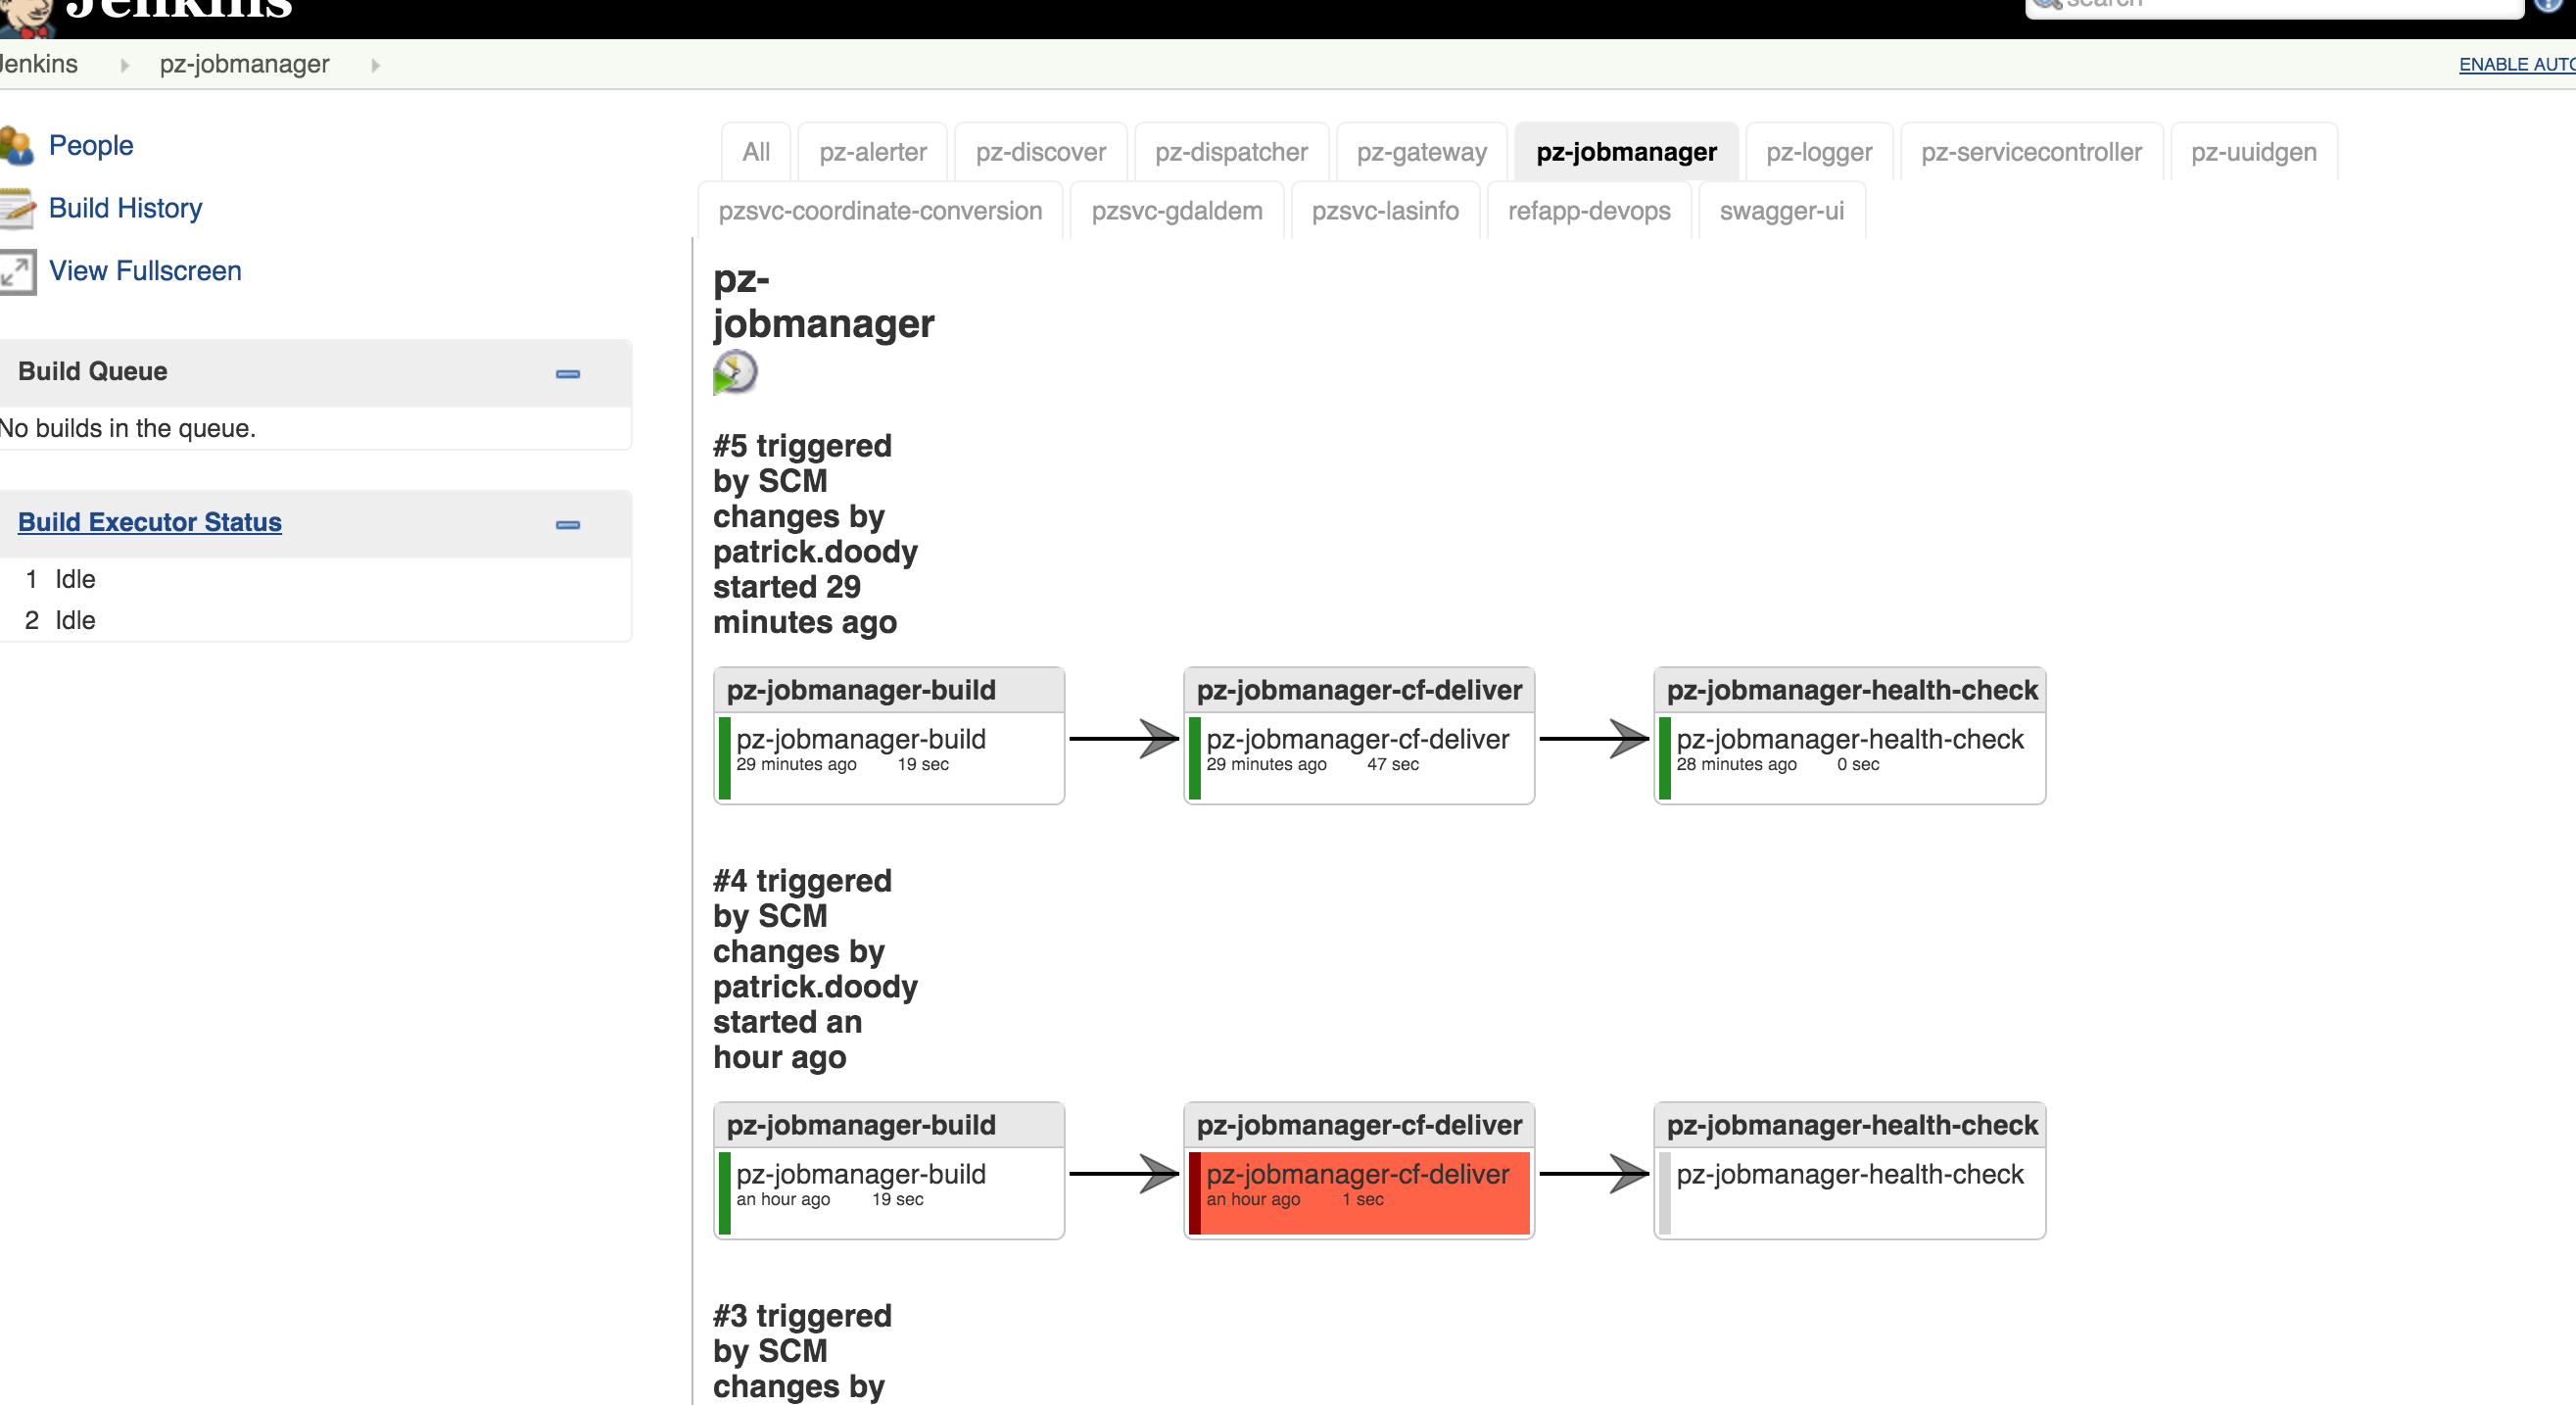 Jenkins
search
Jenkins pz-jobmanager
ENABLE AUTO
People
Build History
View Fullscreen
Build Queue
No builds in the queue.
Build Executor Status
1 Idle
2 Idle
All pz-alerter pz-discover pz-dispatcher pz-gateway pz-jobmanager pz-logger pz-servicecontroller pz-uuidgen
pzsvc-coordinate-conversion pzsvc-gdaldem pzsvc-lasinfo refapp-devops swagger-ui
pz-
jobmanager
#5 triggered
by SCM
changes by
patrick.doody
started 29
minutes ago
pz-jobmanager-build pz-jobmanager-cf-deliver pz-jobmanager-health-check
pz-jobmanager-build pz-jobmanager-cf-deliver pz-jobmanager-health-check
29 minutes ago 19 sec 29 minutes ago 47 sec 28 minutes ago 0 sec
#4 triggered
by SCM
changes by
patrick.doody
started an
hour ago
pz-jobmanager-build pz-jobmanager-cf-deliver pz-jobmanager-health-check
pz-jobmanager-build pz-jobmanager-cf-deliver pz-jobmanager-health-check
an hour ago 19 sec an hour ago 1 sec
#3 triggered
by SCM
changes by